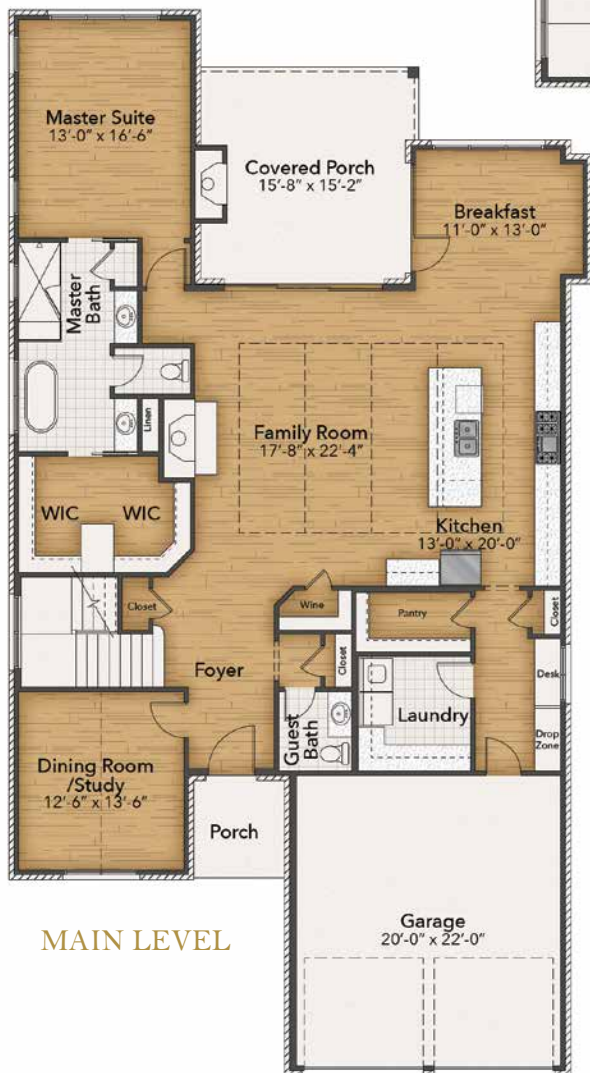 Master Suite
13'-0" x 16'-6"
Covered Porch
15'-8" x 15'-2"
Breakfast
11'-0" x 13'-0"
Master
Bath
Linen
Family Room
17'-8" x 22'-4"
WIC WIC
Kitchen
13'-0" x 20'-0"
Closet
Wine
Pantry
Closet
Foyer
Closet
Desk
Guest
Bath
Laundry
Drop
Zone
Dining Room
/Study
12'-6" x 13'-6"
Porch
Garage
20'-0" x 22'-0"
MAIN LEVEL